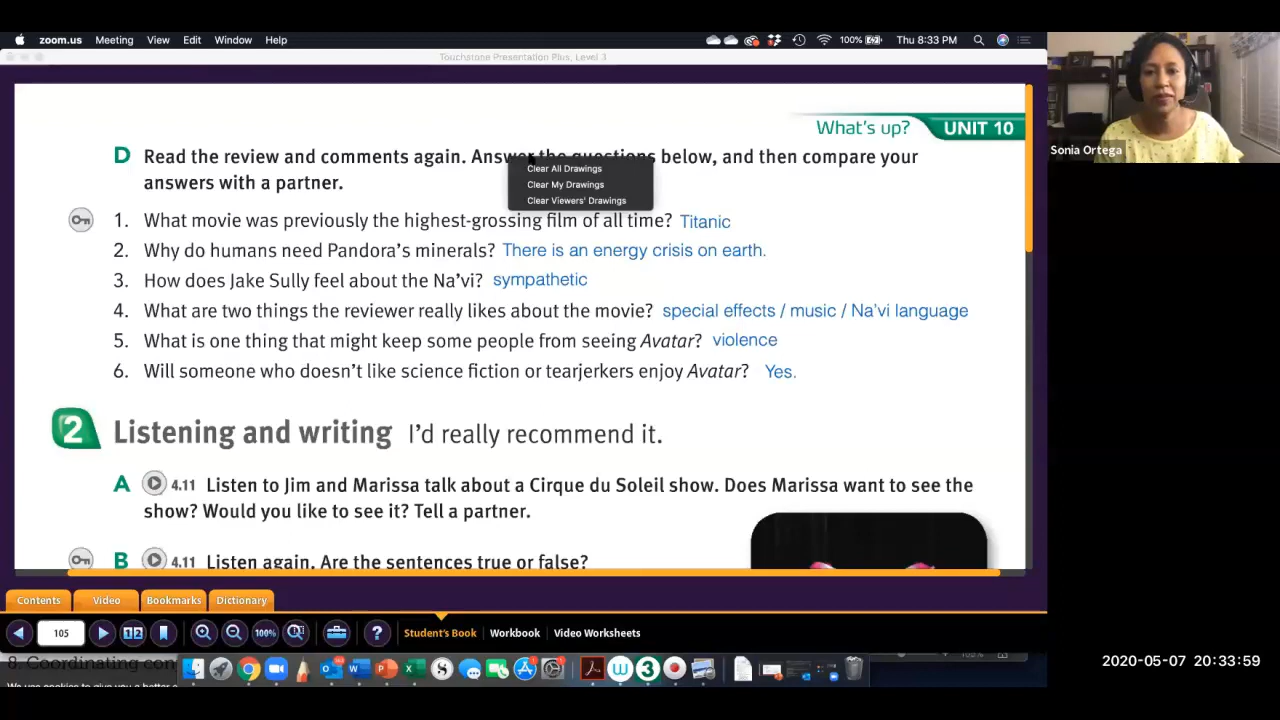 zoom.us Meeting View Edit Window Help 100% Thu 8:33 PM
Touchstone Presentation Plus, Level 3
What's up? UNIT 10
D Read the review and comments again. Answer the questions below, and then compare your
answers with a partner.
Clear All Drawings
Clear My Drawings
Clear Viewers' Drawings
1. What movie was previously the highest-grossing film of all time? Titanic
2. Why do humans need Pandora's minerals? There is an energy crisis on earth.
3. How does Jake Sully feel about the Na'vi? sympathetic
4. What are two things the reviewer really likes about the movie? special effects / music / Na'vi language
5. What is one thing that might keep some people from seeing Avatar? violence
6. Will someone who doesn't like science fiction or tearjerkers enjoy Avatar? Yes.
2 Listening and writing I'd really recommend it.
A 4.11 Listen to Jim and Marissa talk about a Cirque du Soleil show. Does Marissa want to see the
show? Would you like to see it? Tell a partner.
B 4.11 Listen again. Are the sentences true or false?
Contents Video Bookmarks Dictionary
105 12 100% ? Student's Book Workbook Video Worksheets
8. Coordinating con
Sonia Ortega
2020-05-07 20:33:59